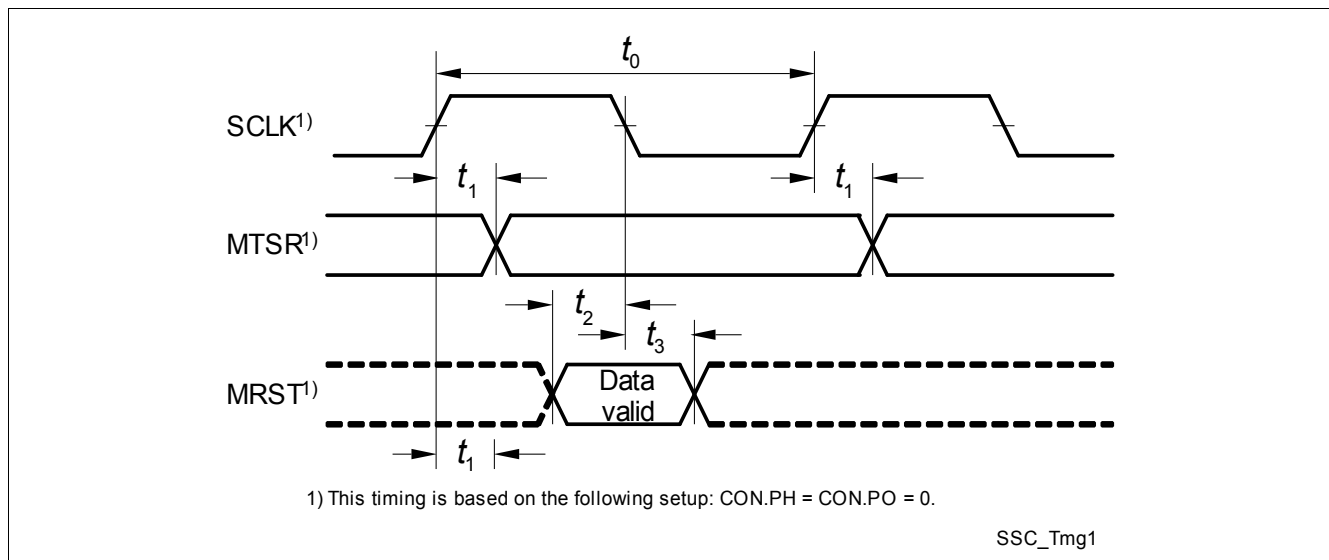 t0
SCLK1)
t1 t1
MTSR1)
t2
t3
MRST1) Data
valid
t1
1) This timing is based on the following setup: CON.PH = CON.PO = 0.
SSC_Tmg1